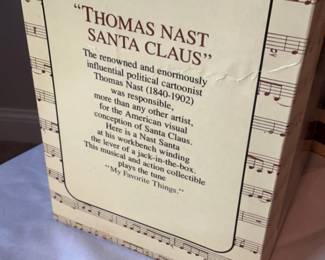 "THOMAS NAST
SANTA CLAUS"
The renowned and enormously
influential political cartoonist
Thomas Nast (1840-1902)
was responsible,
more than any other artist,
for the American visual
conception of Santa Claus.
Here is a Nast Santa
at his workbench winding
the lever of a jack-in-the-box.
This musical and action collectible
plays the tune
"My Favorite Things."